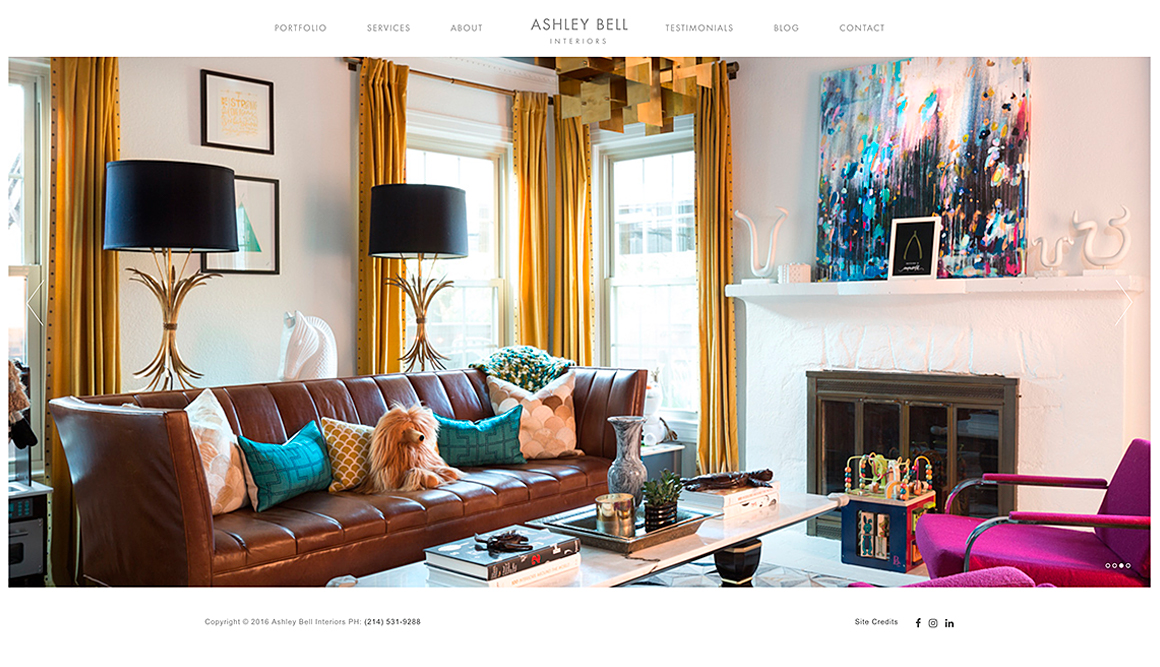 PORTFOLIO SERVICES ABOUT ASHLEY BELL TESTIMONIALS BLOG CONTACT
INTERIORS
Copyright © 2016 Ashley Bell Interiors PH: (214) 531-9288 Site Credits